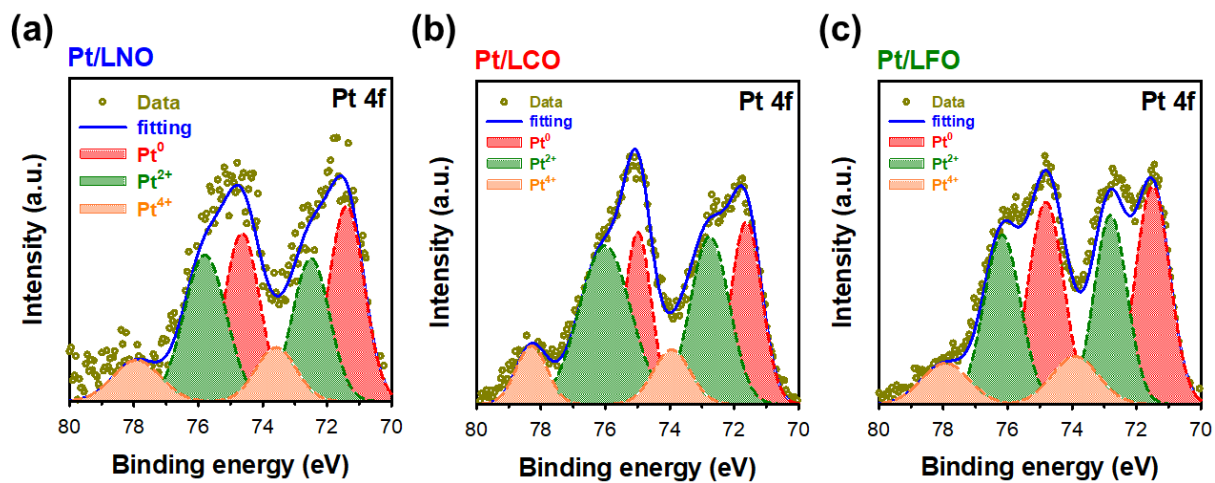 (a)
Pt/LNO
Pt 4f
Data
fitting
Pt⁰
Pt²⁺
Pt⁴⁺
Intensity (a.u.)
80 78 76 74 72 70
Binding energy (eV)
(b)
Pt/LCO
Pt 4f
Data
fitting
Pt⁰
Pt²⁺
Pt⁴⁺
Intensity (a.u.)
80 78 76 74 72 70
Binding energy (eV)
(c)
Pt/LFO
Pt 4f
Data
fitting
Pt⁰
Pt²⁺
Pt⁴⁺
Intensity (a.u.)
80 78 76 74 72 70
Binding energy (eV)